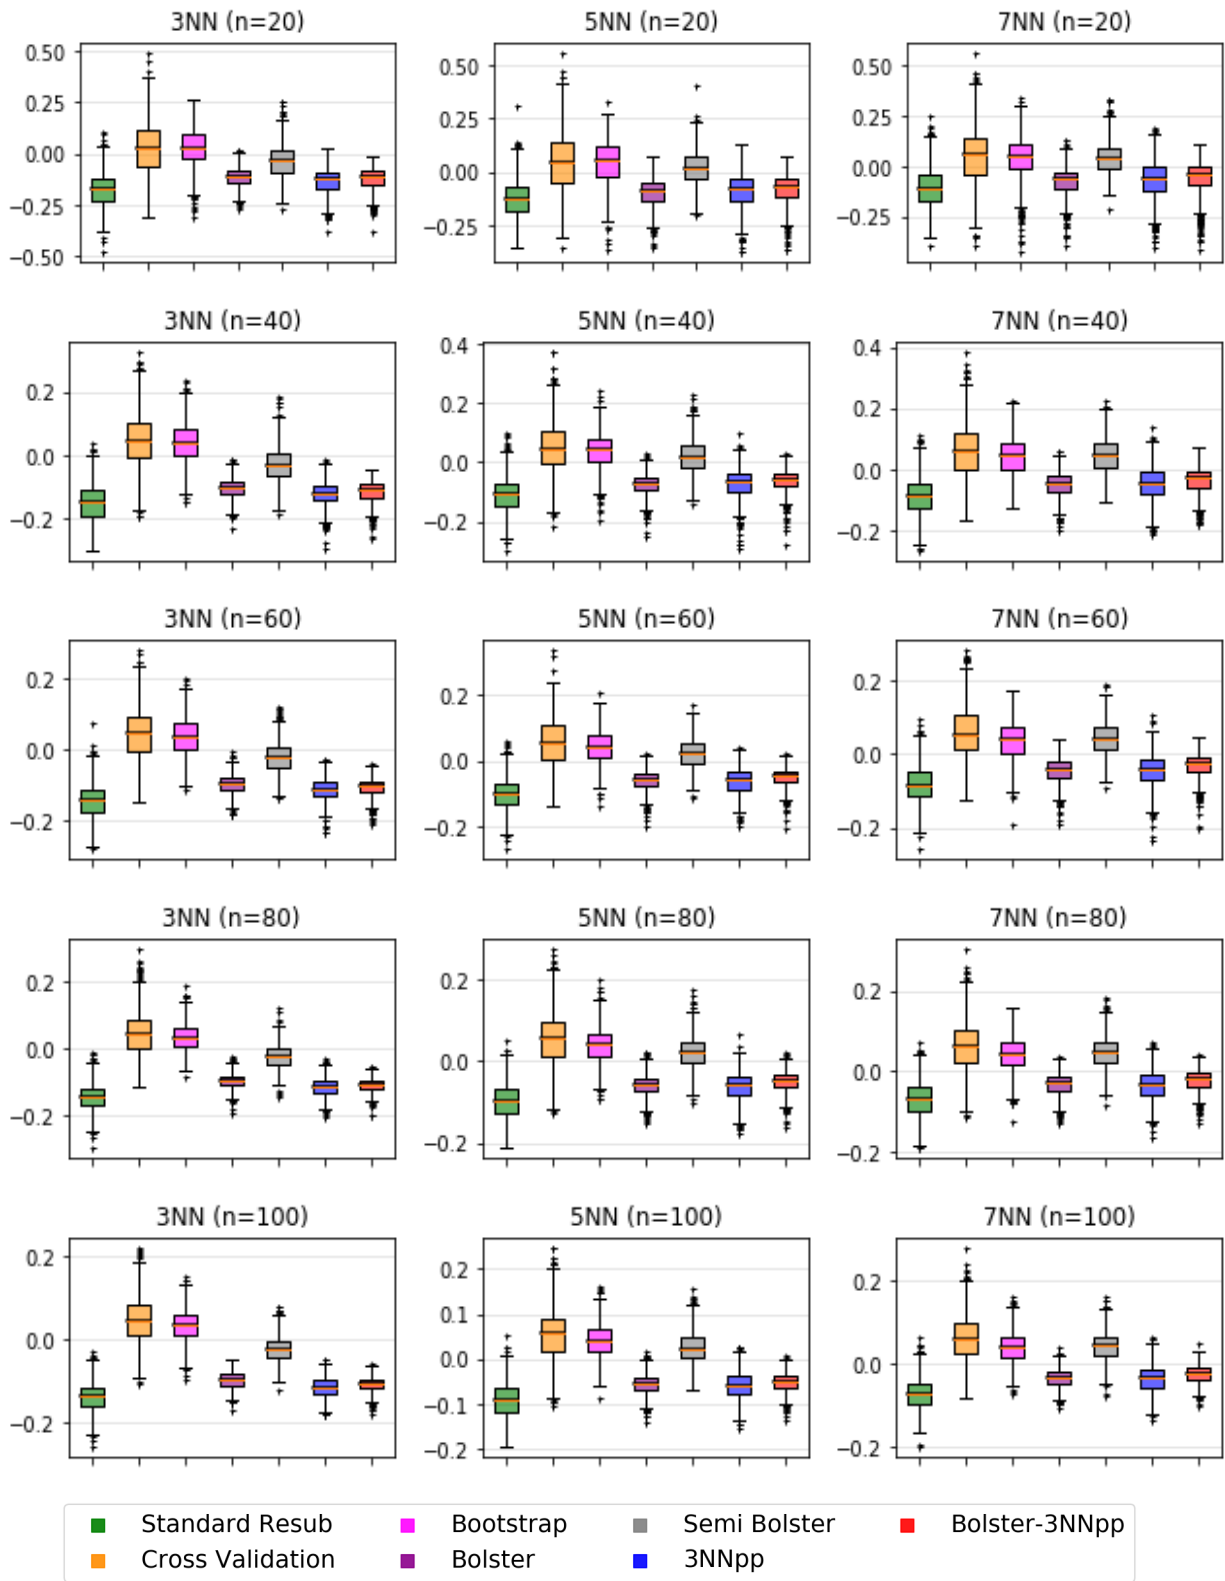 3NN (n=20) 5NN (n=20) 7NN (n=20)
0.50 0.50 0.50
0.25 0.25 0.25
0.00 0.00 0.00
−0.25 −0.25 −0.25
−0.50
3NN (n=40) 5NN (n=40) 7NN (n=40)
0.4 0.4
0.2 0.2 0.2
0.0 0.0 0.0
−0.2 −0.2 −0.2
3NN (n=60) 5NN (n=60) 7NN (n=60)
0.2 0.2 0.2
0.0 0.0 0.0
−0.2 −0.2 −0.2
3NN (n=80) 5NN (n=80) 7NN (n=80)
0.2 0.2 0.2
0.0 0.0 0.0
−0.2 −0.2 −0.2
3NN (n=100) 5NN (n=100) 7NN (n=100)
0.2 0.2 0.2
0.1
0.0 0.0 0.0
−0.1
−0.2 −0.2 −0.2
Standard Resub Bootstrap Semi Bolster Bolster-3NNpp
Cross Validation Bolster 3NNpp